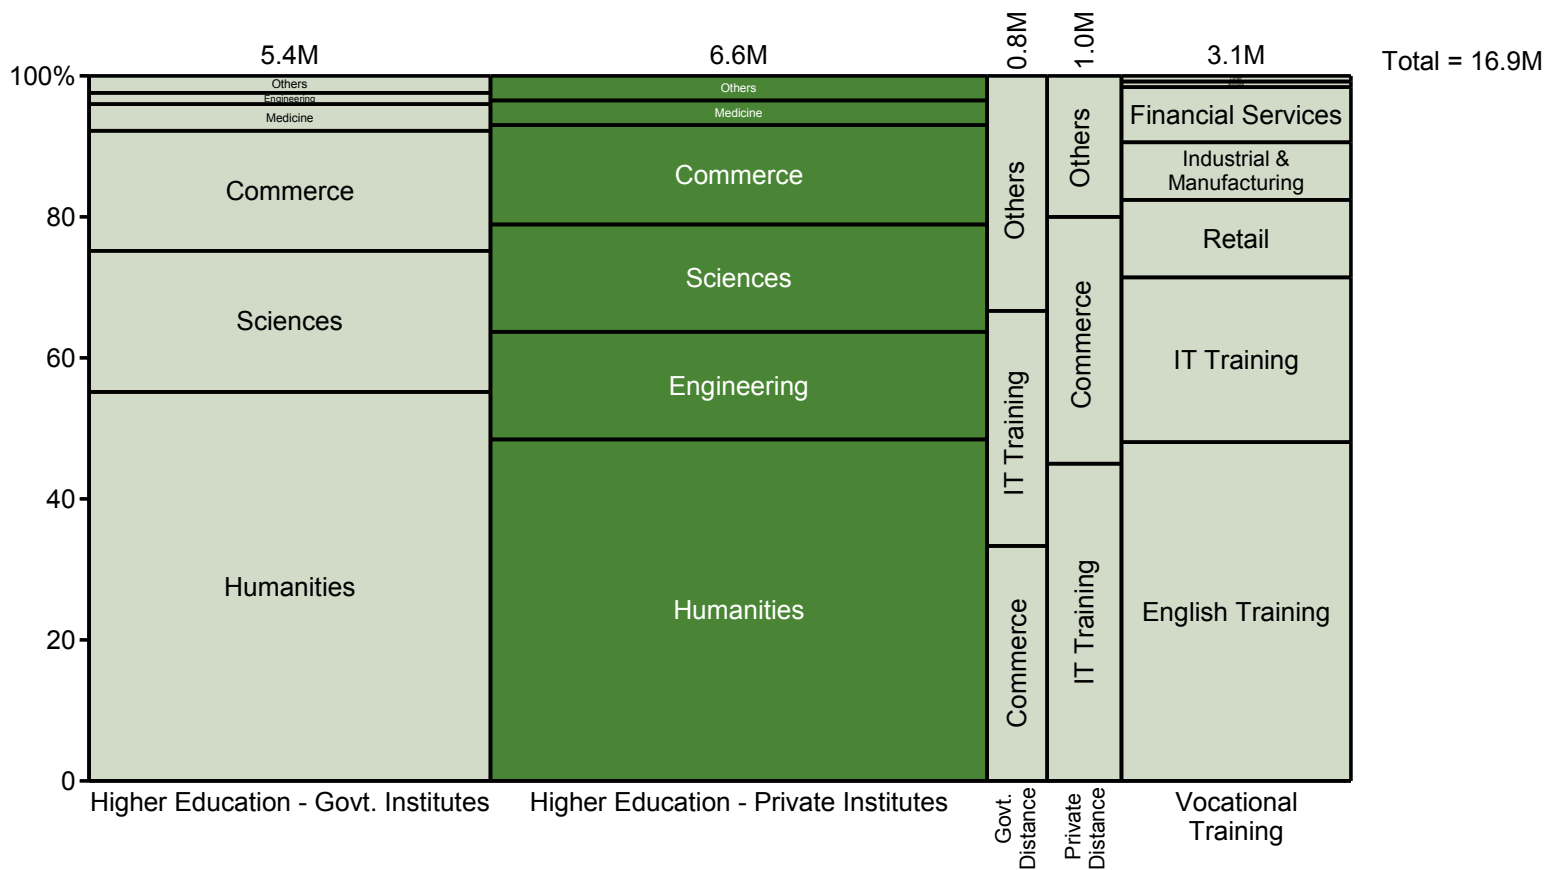 5.4M
6.6M
0.8M
1.0M
3.1M
Total = 16.9M
100%
80
60
40
20
0
Others
Engineering
Medicine
Commerce
Sciences
Humanities
Others
Medicine
Commerce
Sciences
Engineering
Humanities
Others
IT Training
Commerce
Others
Commerce
IT Training
Financial Services
Industrial &
Manufacturing
Retail
IT Training
English Training
Higher Education - Govt. Institutes
Higher Education - Private Institutes
Govt.
Distance
Private
Distance
Vocational
Training